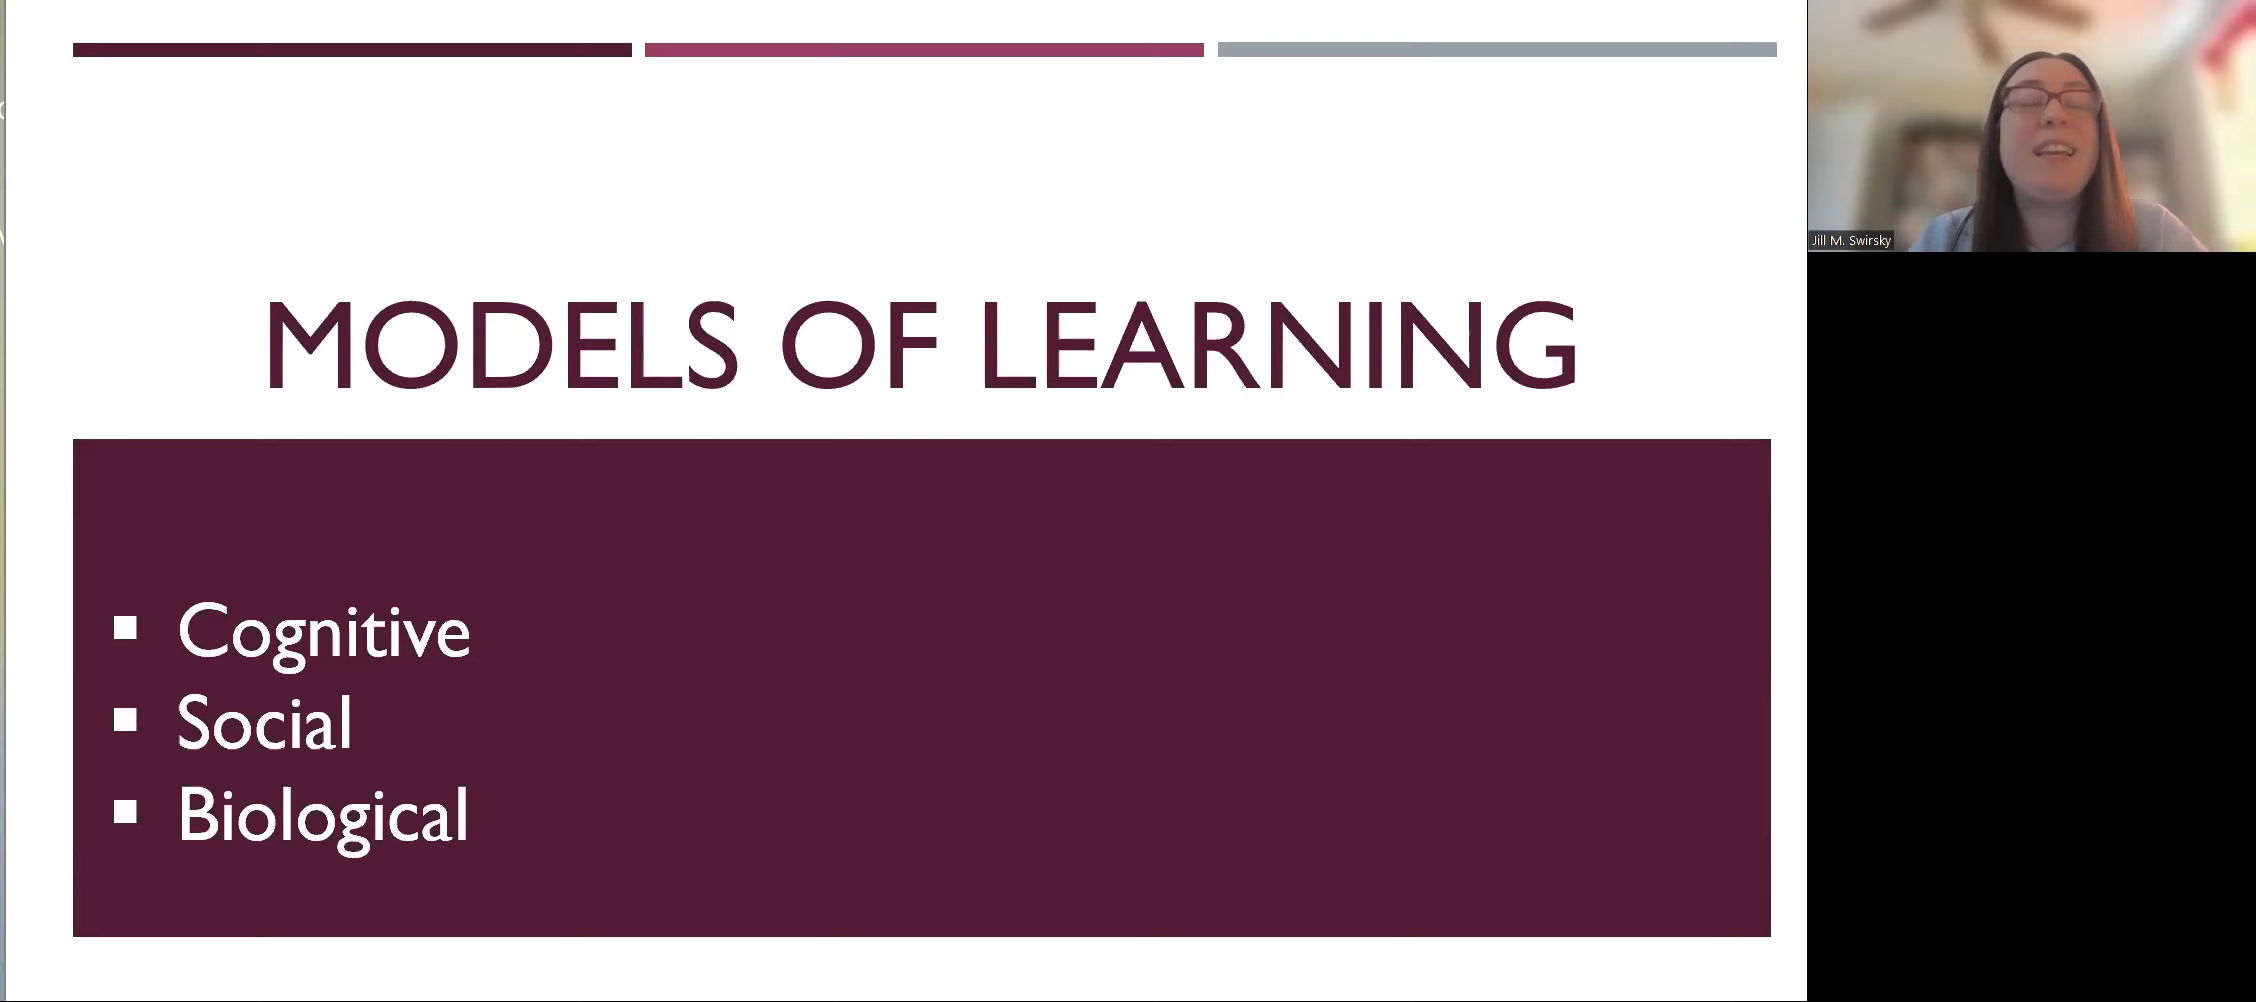 MODELS OF LEARNING
Cognitive
Social
Biological
Jill M. Swirsky